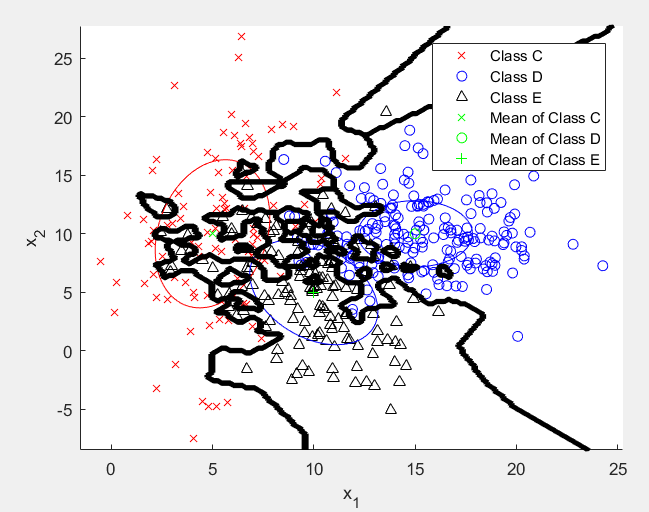 25
20
15
10
5
0
-5
x2
0
5
10
15
20
25
x1
Class C
Class D
Class E
Mean of Class C
Mean of Class D
Mean of Class E